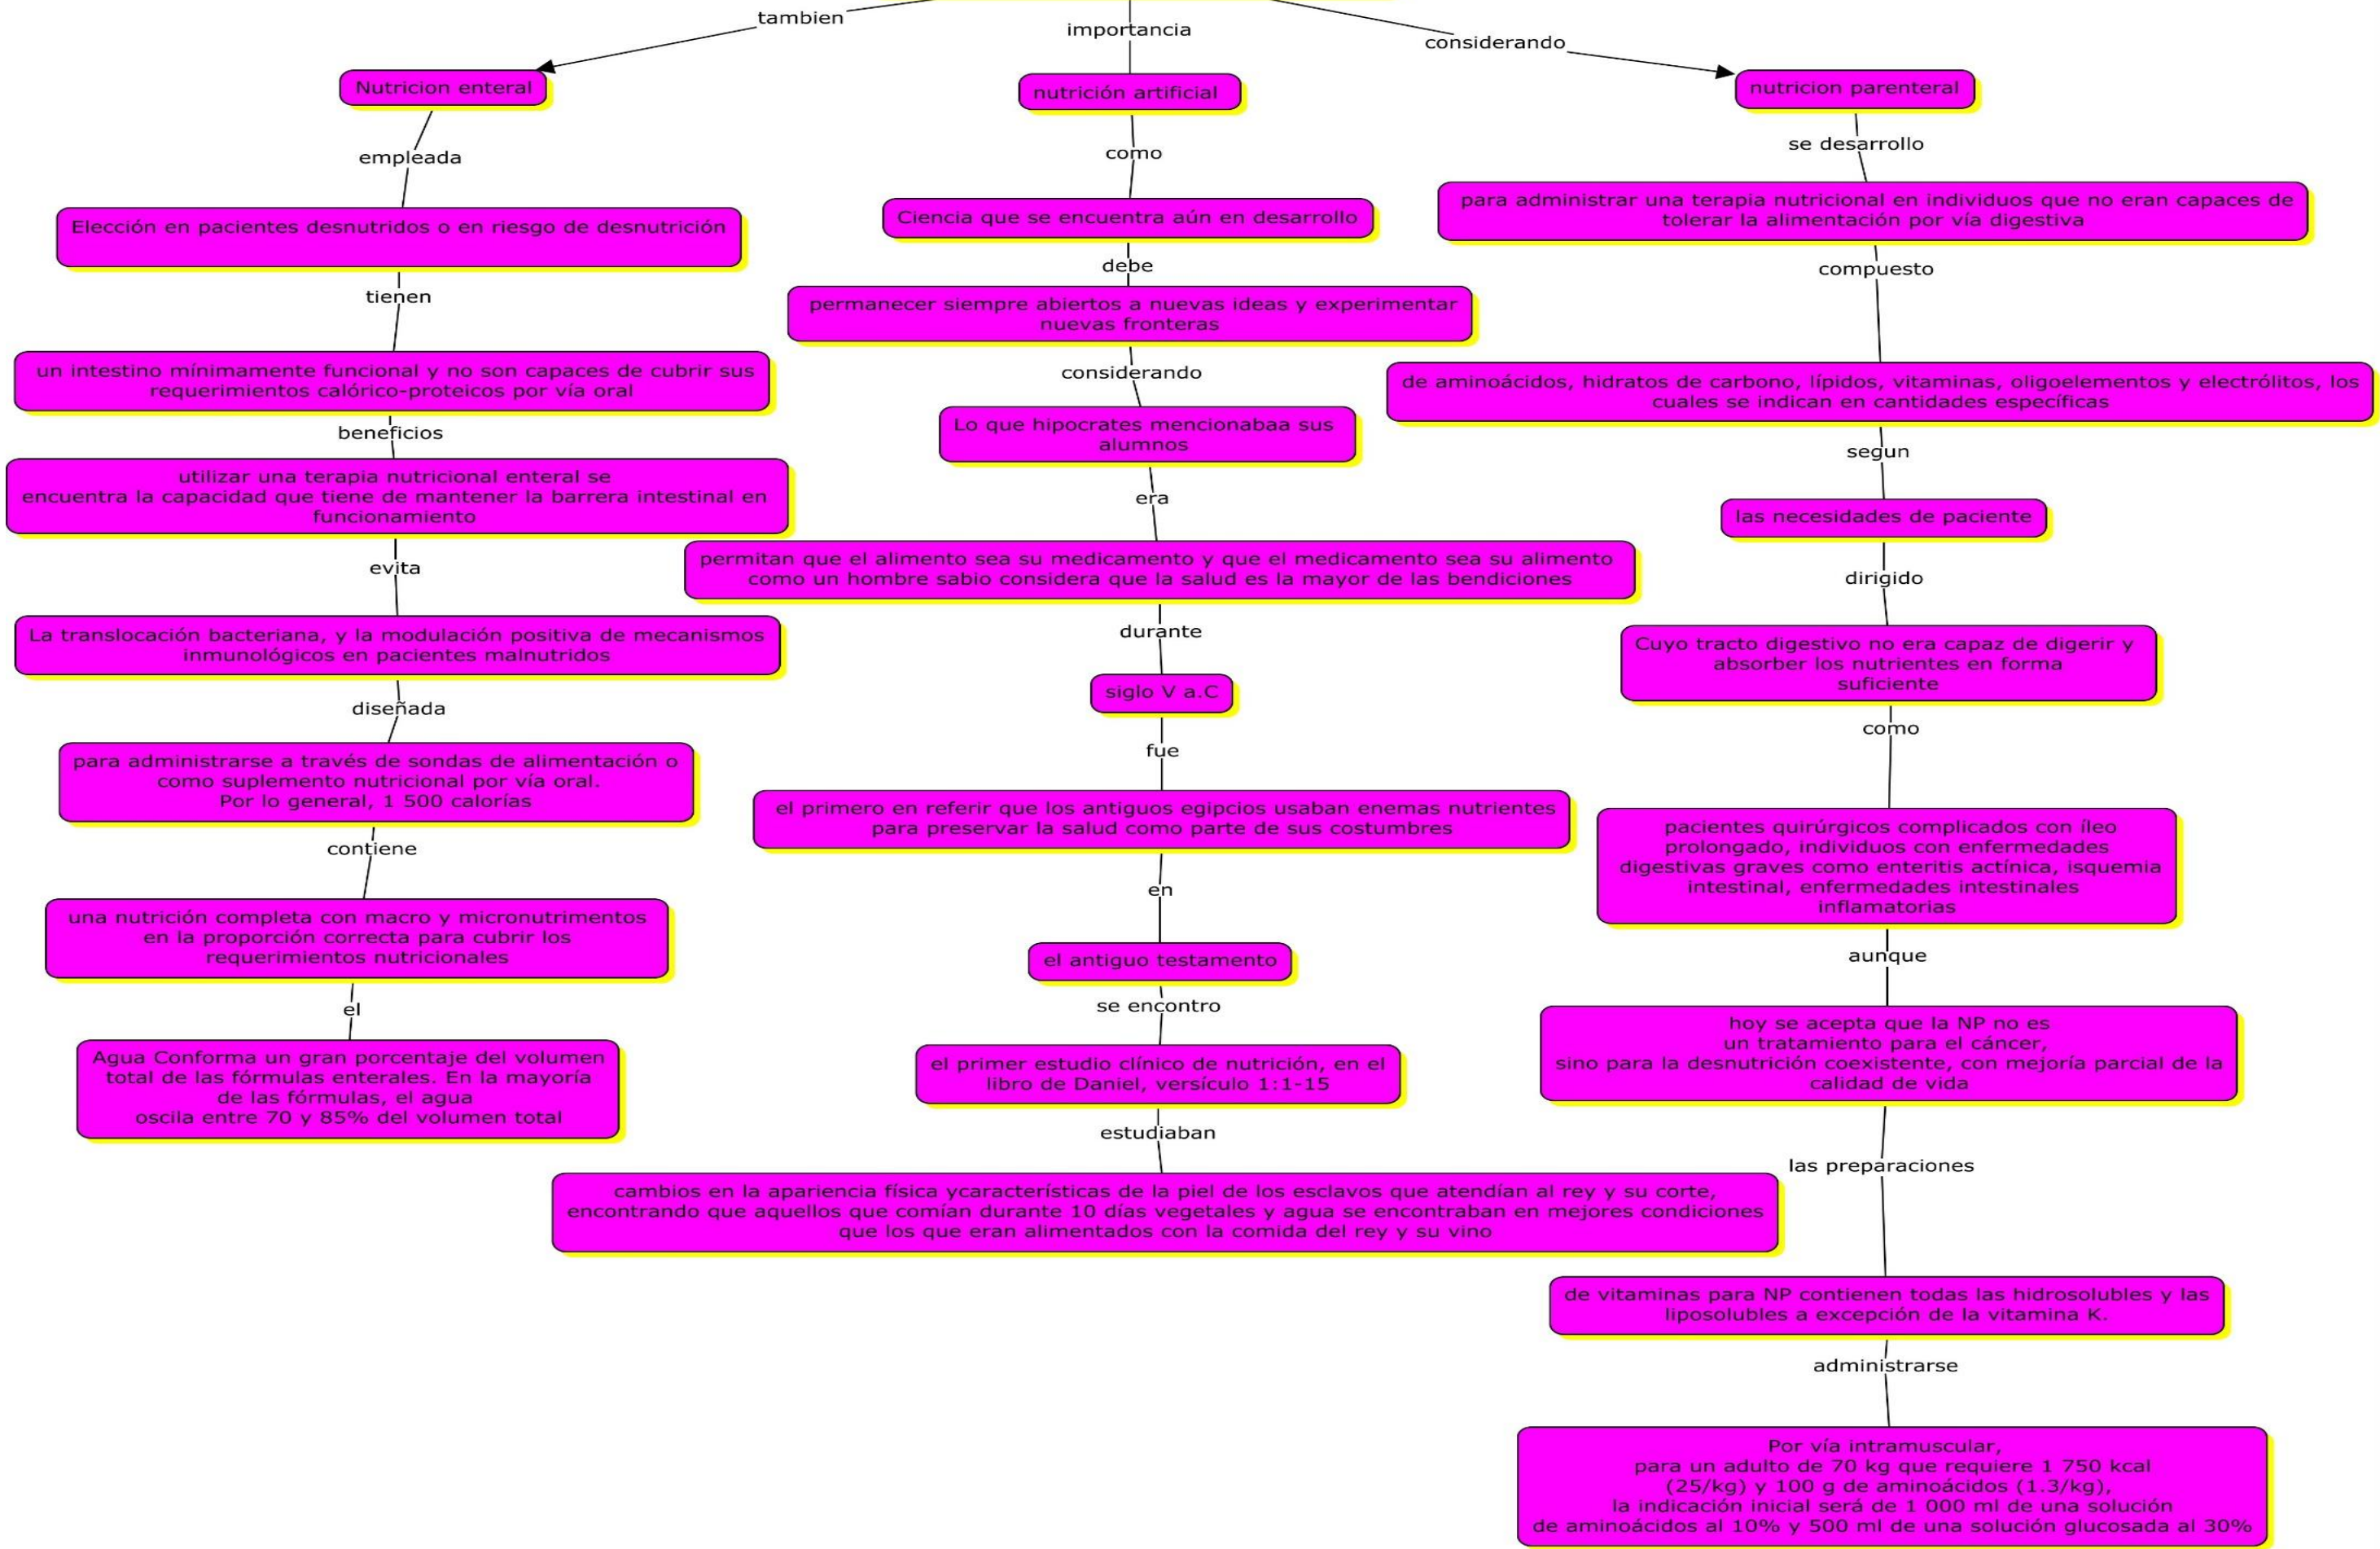 tambien
Nutricion enteral
empleada
Elección en pacientes desnutridos o en riesgo de desnutrición
tienen
un intestino mínimamente funcional y no son capaces de cubrir sus
requerimientos calórico-proteicos por vía oral
beneficios
utilizar una terapia nutricional enteral se
encuentra la capacidad que tiene de mantener la barrera intestinal en
funcionamiento
evita
La translocación bacteriana, y la modulación positiva de mecanismos
inmunológicos en pacientes malnutridos
diseñada
para administrarse a través de sondas de alimentación o
como suplemento nutricional por vía oral.
Por lo general, 1 500 calorías
contiene
una nutrición completa con macro y micronutrimentos
en la proporción correcta para cubrir los
requerimientos nutricionales
el
Agua Conforma un gran porcentaje del volumen
total de las fórmulas enterales. En la mayoría
de las fórmulas, el agua
oscila entre 70 y 85% del volumen total
importancia
nutrición artificial
como
Ciencia que se encuentra aún en desarrollo
debe
permanecer siempre abiertos a nuevas ideas y experimentar
nuevas fronteras
considerando
Lo que hipocrates mencionabaa sus
alumnos
era
permitan que el alimento sea su medicamento y que el medicamento sea su alimento
como un hombre sabio considera que la salud es la mayor de las bendiciones
durante
siglo V a.C
fue
el primero en referir que los antiguos egipcios usaban enemas nutrientes
para preservar la salud como parte de sus costumbres
en
el antiguo testamento
se encontro
el primer estudio clínico de nutrición, en el
libro de Daniel, versículo 1:1-15
estudiaban
cambios en la apariencia física ycaracterísticas de la piel de los esclavos que atendían al rey y su corte,
encontrando que aquellos que comían durante 10 días vegetales y agua se encontraban en mejores condiciones
que los que eran alimentados con la comida del rey y su vino
considerando
nutricion parenteral
se desarrollo
para administrar una terapia nutricional en individuos que no eran capaces de
tolerar la alimentación por vía digestiva
compuesto
de aminoácidos, hidratos de carbono, lípidos, vitaminas, oligoelementos y electrólitos, los
cuales se indican en cantidades específicas
segun
las necesidades de paciente
dirigido
Cuyo tracto digestivo no era capaz de digerir y
absorber los nutrientes en forma
suficiente
como
pacientes quirúrgicos complicados con íleo
prolongado, individuos con enfermedades
digestivas graves como enteritis actínica, isquemia
intestinal, enfermedades intestinales
inflamatorias
aunque
hoy se acepta que la NP no es
un tratamiento para el cáncer,
sino para la desnutrición coexistente, con mejoría parcial de la
calidad de vida
las preparaciones
de vitaminas para NP contienen todas las hidrosolubles y las
liposolubles a excepción de la vitamina K.
administrarse
Por vía intramuscular,
para un adulto de 70 kg que requiere 1 750 kcal
(25/kg) y 100 g de aminoácidos (1.3/kg),
la indicación inicial será de 1 000 ml de una solución
de aminoácidos al 10% y 500 ml de una solución glucosada al 30%